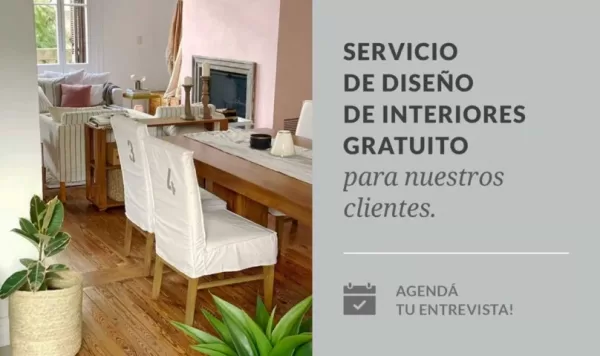 SERVICIO
DE DISEÑO
DE INTERIORES
GRATUITO
para nuestros
clientes.
AGENDÁ
TU ENTREVISTA!
3
4